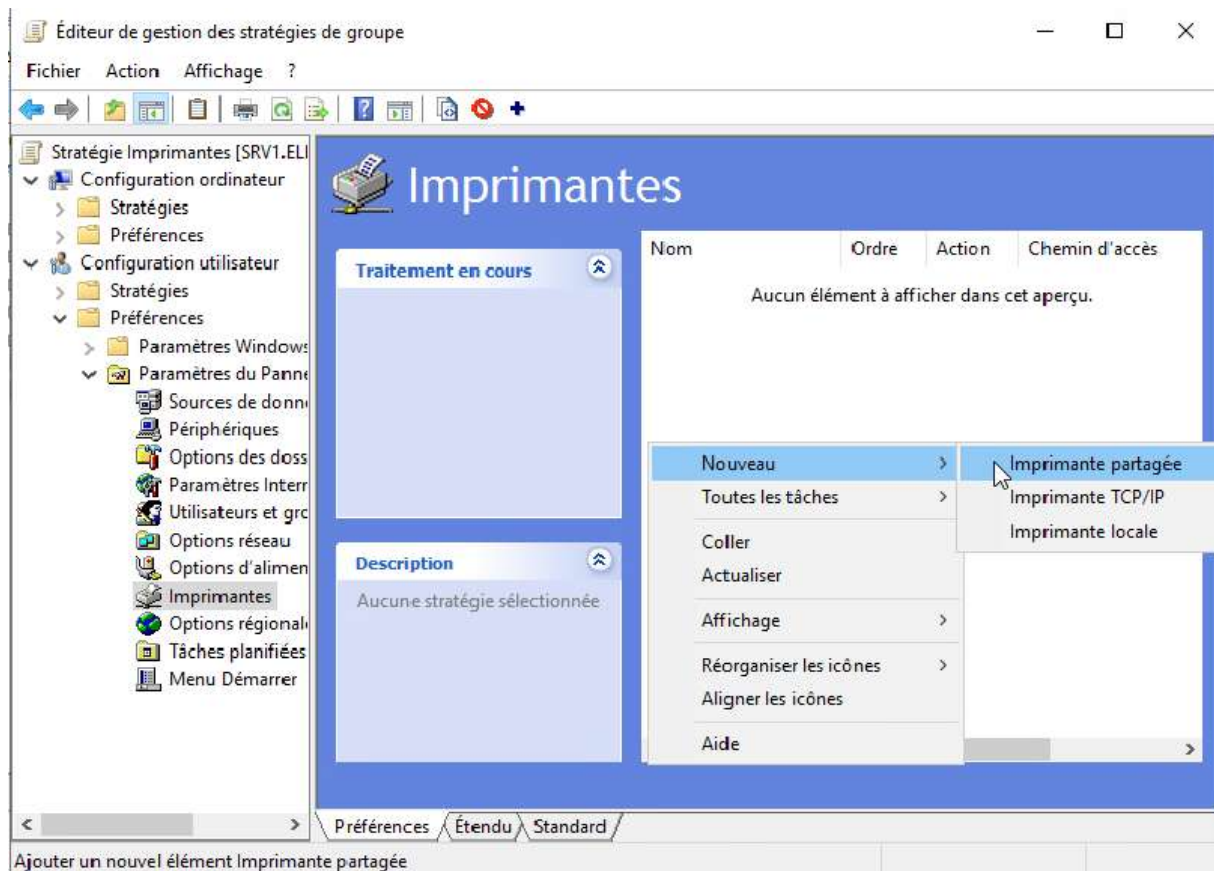 Éditeur de gestion des stratégies de groupe
Fichier Action Affichage ?
Stratégie Imprimantes [SRV1.ELI
Configuration ordinateur
Stratégies
Préférences
Configuration utilisateur
Stratégies
Préférences
Paramètres Windows
Paramètres du Panne
Sources de donn
Périphériques
Options des doss
Paramètres Interr
Utilisateurs et grc
Options réseau
Options d'alimen
Imprimantes
Options régional
Tâches planifiées
Menu Démarrer
Imprimantes
Traitement en cours
Description
Aucune stratégie sélectionnée
Nom Ordre Action Chemin d'accès
Aucun élément à afficher dans cet aperçu.
Nouveau
Toutes les tâches
Coller
Actualiser
Affichage
Réorganiser les icônes
Aligner les icônes
Aide
Imprimante partagée
Imprimante TCP/IP
Imprimante locale
Préférences Étendu Standard
Ajouter un nouvel élément Imprimante partagée